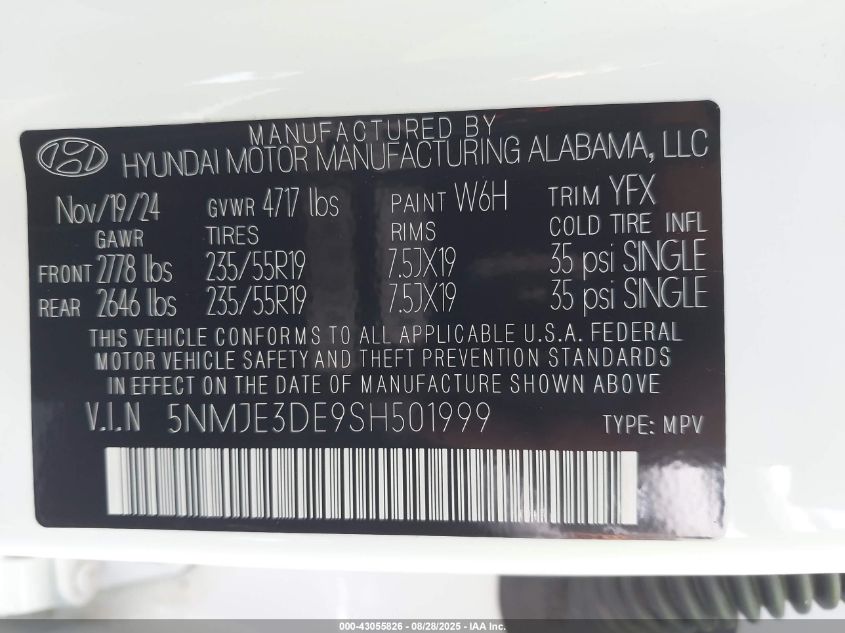 MANUFACTURED BY
HYUNDAI MOTOR MANUFACTURING ALABAMA, LLC
Nov/19/24 GVWR 4717 lbs PAINT W6H TRIM YFX
GAWR TIRES RIMS COLD TIRE INFL
FRONT 2778 lbs 235/55R19 7.5JX19 35 psi SINGLE
REAR 2646 lbs 235/55R19 7.5JX19 35 psi SINGLE
THIS VEHICLE CONFORMS TO ALL APPLICABLE U.S.A. FEDERAL
MOTOR VEHICLE SAFETY AND THEFT PREVENTION STANDARDS
IN EFFECT ON THE DATE OF MANUFACTURE SHOWN ABOVE
V.I.N 5NMJE3DE9SH501999 TYPE: MPV
000-43055826 - 08/28/2025 - IAA Inc.